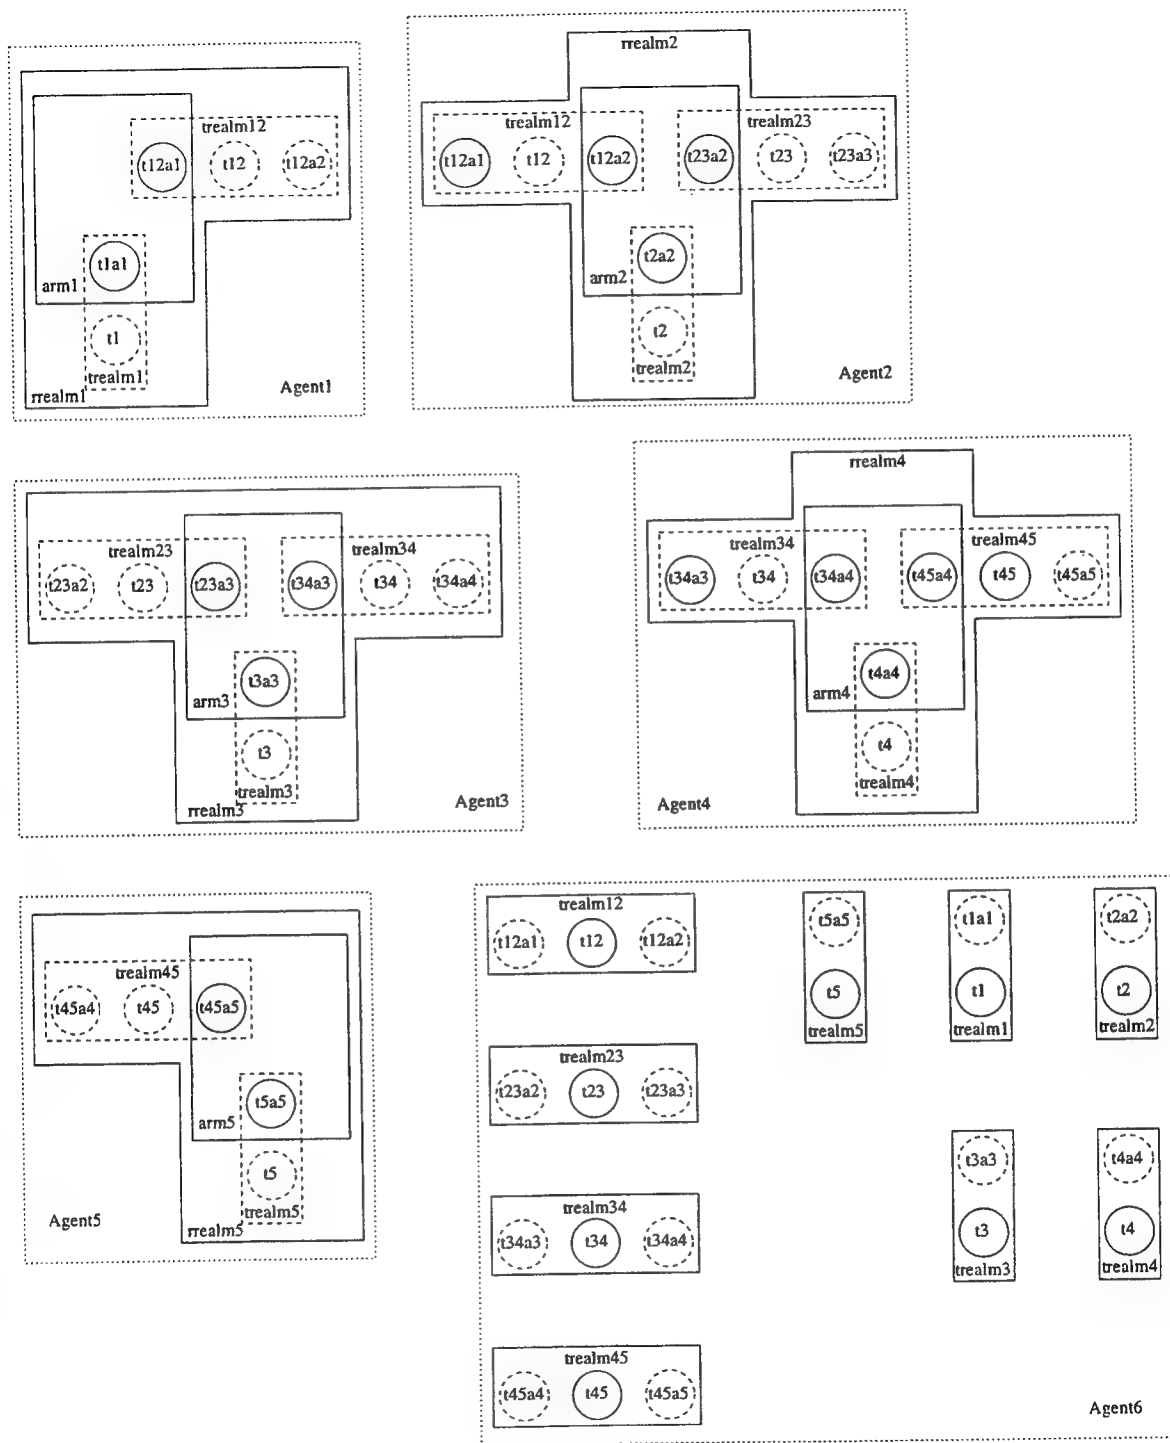 trealm12
t12a1 t12 t12a2
t1a1
arm1
t1
trealm1
rrealm1
Agent1
rrealm2
trealm12 trealm23
t12a1 t12 t12a2 t23a2 t23 t23a3
t2a2
arm2
t2
trealm2
Agent2
trealm23 trealm34
t23a2 t23 t23a3 t34a3 t34 t34a4
t3a3
arm3
t3
trealm3
rrealm3
Agent3
rrealm4
trealm34 trealm45
t34a3 t34 t34a4 t45a4 t45 t45a5
t4a4
arm4
t4
trealm4
Agent4
trealm45
t45a4 t45 t45a5
t5a5
arm5
t5
trealm5
rrealm5
Agent5
trealm12
t12a1 t12 t12a2
t5a5
t5
trealm5
t1a1
t1
trealm1
t2a2
t2
trealm2
trealm23
t23a2 t23 t23a3
t3a3
t3
trealm3
t4a4
t4
trealm4
trealm34
t34a3 t34 t34a4
trealm45
t45a4 t45 t45a5
Agent6